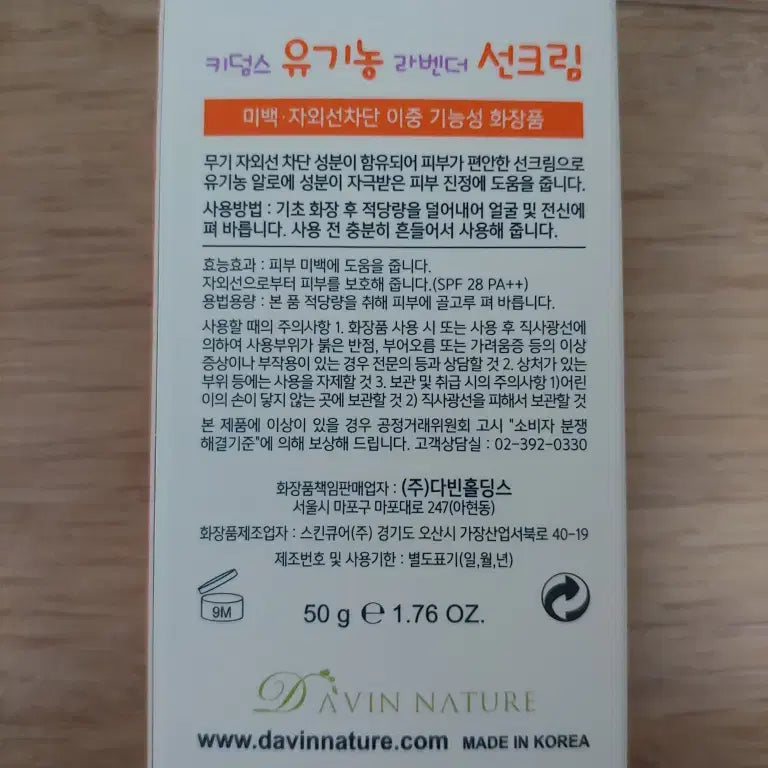 키덤스 유기농 라벤더 선크림
미백·자외선차단 이중 기능성 화장품
무기 자외선 차단 성분이 함유되어 피부가 편안한 선크림으로
유기농 알로에 성분이 자극받은 피부 진정에 도움을 줍니다.
사용방법 : 기초 화장 후 적당량을 덜어내어 얼굴 및 전신에
펴 바릅니다. 사용 전 충분히 흔들어서 사용해 줍니다.
효능효과 : 피부 미백에 도움을 줍니다.
자외선으로부터 피부를 보호해 줍니다.(SPF 28 PA++)
용법용량 : 본 품 적당량을 취해 피부에 골고루 펴 바릅니다.
사용할 때의 주의사항 1. 화장품 사용 시 또는 사용 후 직사광선에
의하여 사용부위가 붉은 반점, 부어오름 또는 가려움증 등의 이상
증상이나 부작용이 있는 경우 전문의 등과 상담할 것 2. 상처가 있는
부위 등에는 사용을 자제할 것 3. 보관 및 취급 시의 주의사항 1)어린
이의 손이 닿지 않는 곳에 보관할 것 2) 직사광선을 피해서 보관할 것
본 제품에 이상이 있을 경우 공정거래위원회 고시 "소비자 분쟁
해결기준"에 의해 보상해 드립니다. 고객상담실 : 02-392-0330
화장품책임판매업자 : (주)다빈홀딩스
서울시 마포구 마포대로 247(아현동)
화장품제조업자 : 스킨큐어(주) 경기도 오산시 가장산업서북로 40-19
제조번호 및 사용기한 : 별도표기(일,월,년)
9M
50 g ℮ 1.76 OZ.
DAVIN NATURE
www.davinnature.com MADE IN KOREA